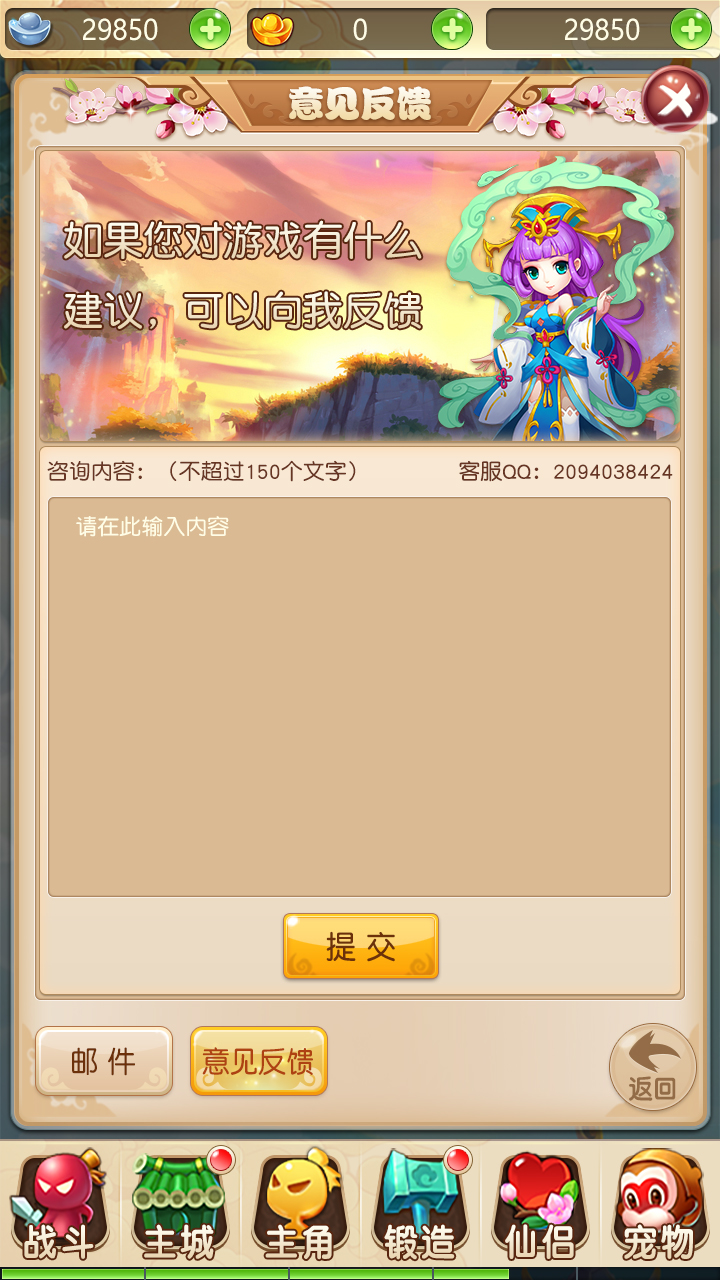 29850 0 29850
意见反馈
如果您对游戏有什么
建议，可以向我反馈
咨询内容：（不超过150个文字） 客服QQ：2094038424
请在此输入内容
提交
邮件 意见反馈 返回
战斗 主城 主角 锻造 仙侣 宠物